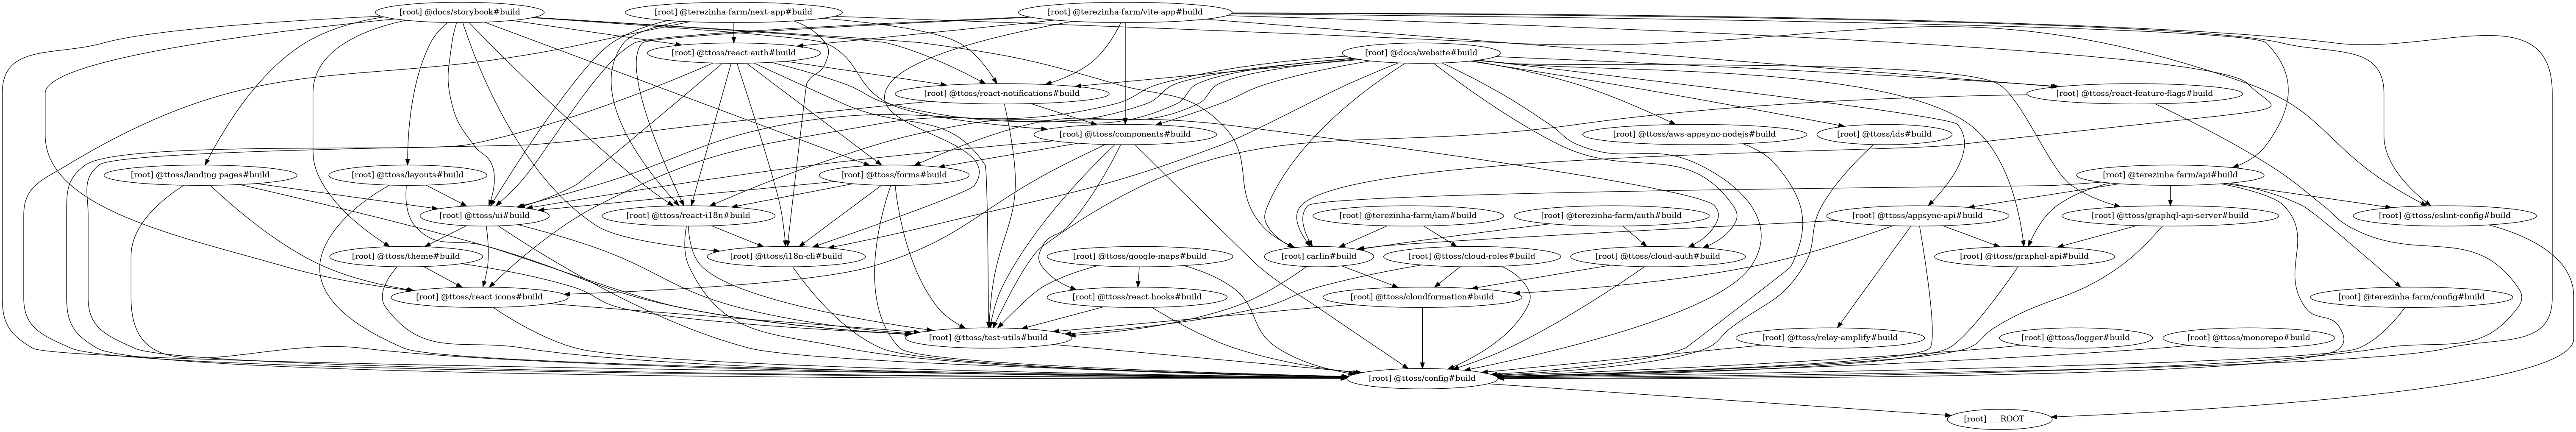 [root] @docs/storybook#build
[root] @terezinha-farm/next-app#build
[root] @terezinha-farm/vite-app#build
[root] @ttoss/react-auth#build
[root] @docs/website#build
[root] @ttoss/react-notifications#build
[root] @ttoss/react-feature-flags#build
[root] @ttoss/components#build
[root] @ttoss/aws-appsync-nodejs#build
[root] @ttoss/ids#build
[root] @ttoss/landing-pages#build
[root] @ttoss/layouts#build
[root] @ttoss/forms#build
[root] @terezinha-farm/api#build
[root] @ttoss/ui#build
[root] @ttoss/react-i18n#build
[root] @terezinha-farm/iam#build
[root] @terezinha-farm/auth#build
[root] @ttoss/appsync-api#build
[root] @ttoss/graphql-api-server#build
[root] @ttoss/eslint-config#build
[root] @ttoss/theme#build
[root] @ttoss/i18n-cli#build
[root] @ttoss/google-maps#build
[root] carlin#build
[root] @ttoss/cloud-roles#build
[root] @ttoss/cloud-auth#build
[root] @ttoss/graphql-api#build
[root] @ttoss/react-icons#build
[root] @ttoss/react-hooks#build
[root] @ttoss/cloudformation#build
[root] @terezinha-farm/config#build
[root] @ttoss/test-utils#build
[root] @ttoss/relay-amplify#build
[root] @ttoss/logger#build
[root] @ttoss/monorepo#build
[root] @ttoss/config#build
[root] ___ROOT___